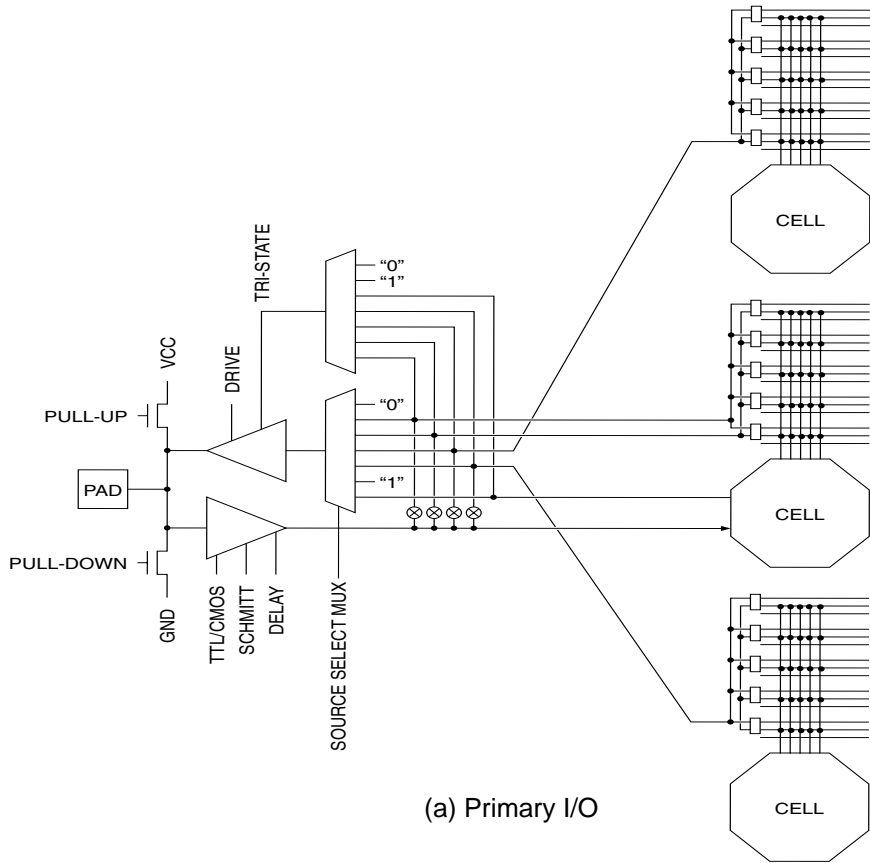 CELL
"0"
"1"
TRI-STATE
VCC
DRIVE
PULL-UP
"0"
PAD
"1"
CELL
PULL-DOWN
GND
TTL/CMOS
SCHMITT
DELAY
SOURCE SELECT MUX
CELL
(a) Primary I/O